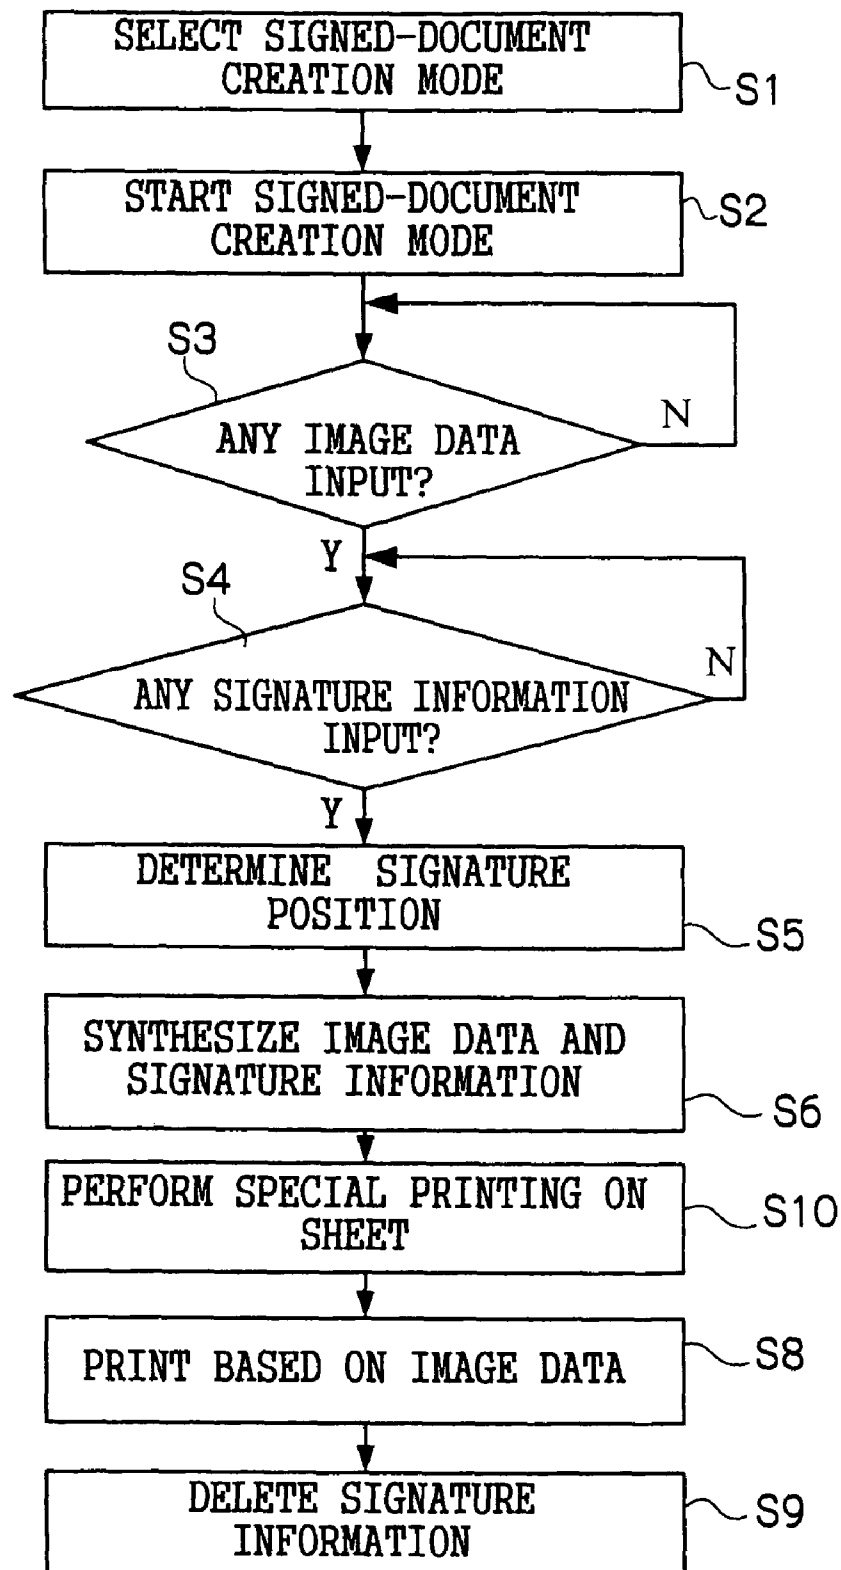 SELECT SIGNED-DOCUMENT
CREATION MODE
S1
START SIGNED-DOCUMENT
CREATION MODE
S2
S3
ANY IMAGE DATA
INPUT?
N
Y
S4
ANY SIGNATURE INFORMATION
INPUT?
N
Y
DETERMINE SIGNATURE
POSITION
S5
SYNTHESIZE IMAGE DATA AND
SIGNATURE INFORMATION
S6
PERFORM SPECIAL PRINTING ON
SHEET
S10
PRINT BASED ON IMAGE DATA
S8
DELETE SIGNATURE
INFORMATION
S9